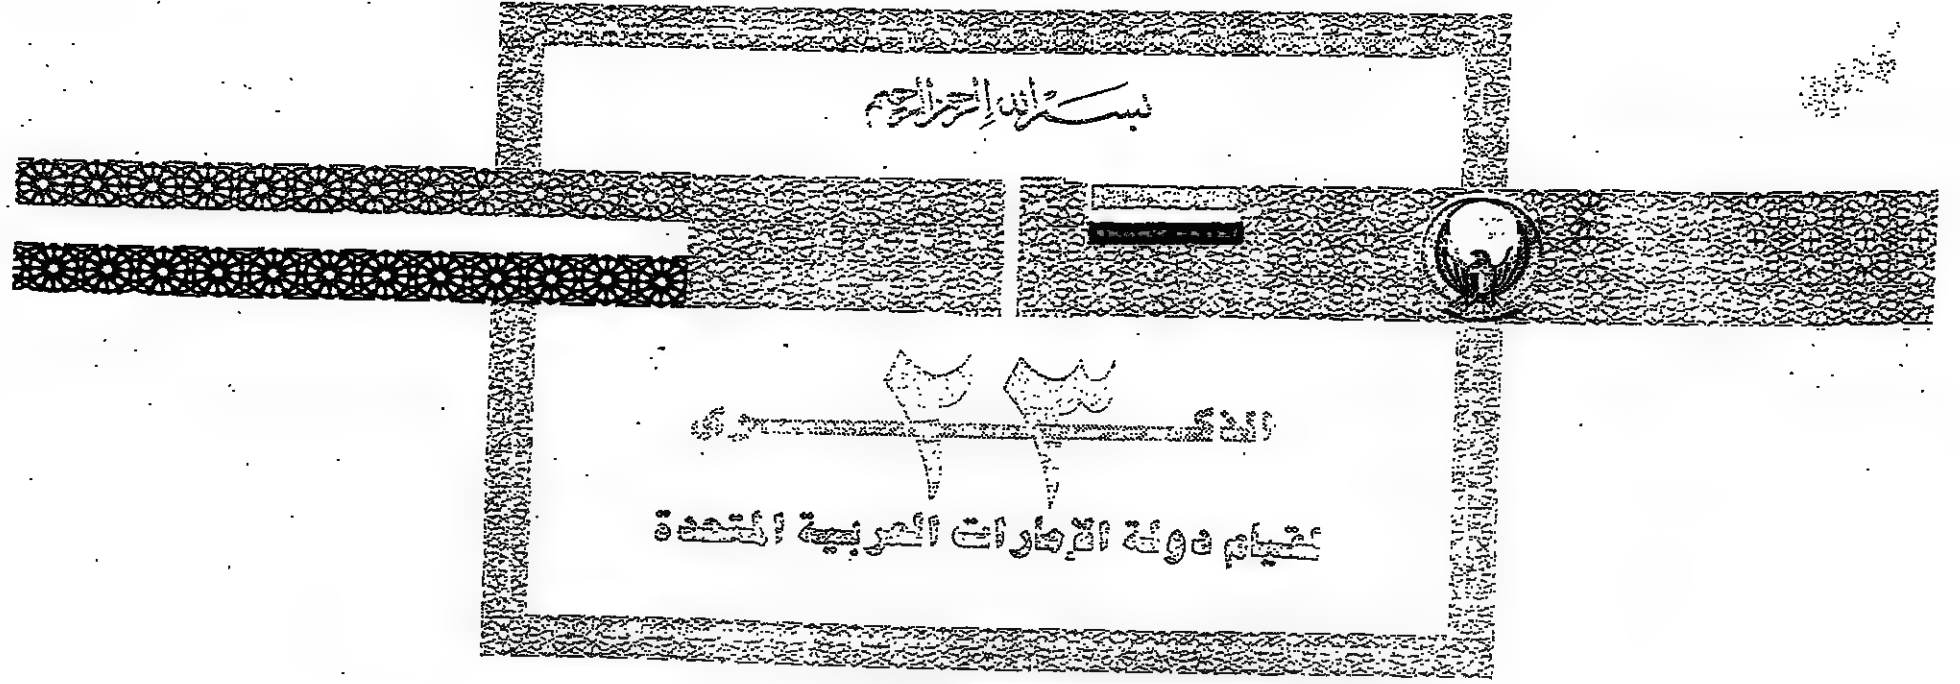 بسم الله الرحمن الرحيم
الذكرى
٢٣
لقيام دولة الإمارات العربية المتحدة